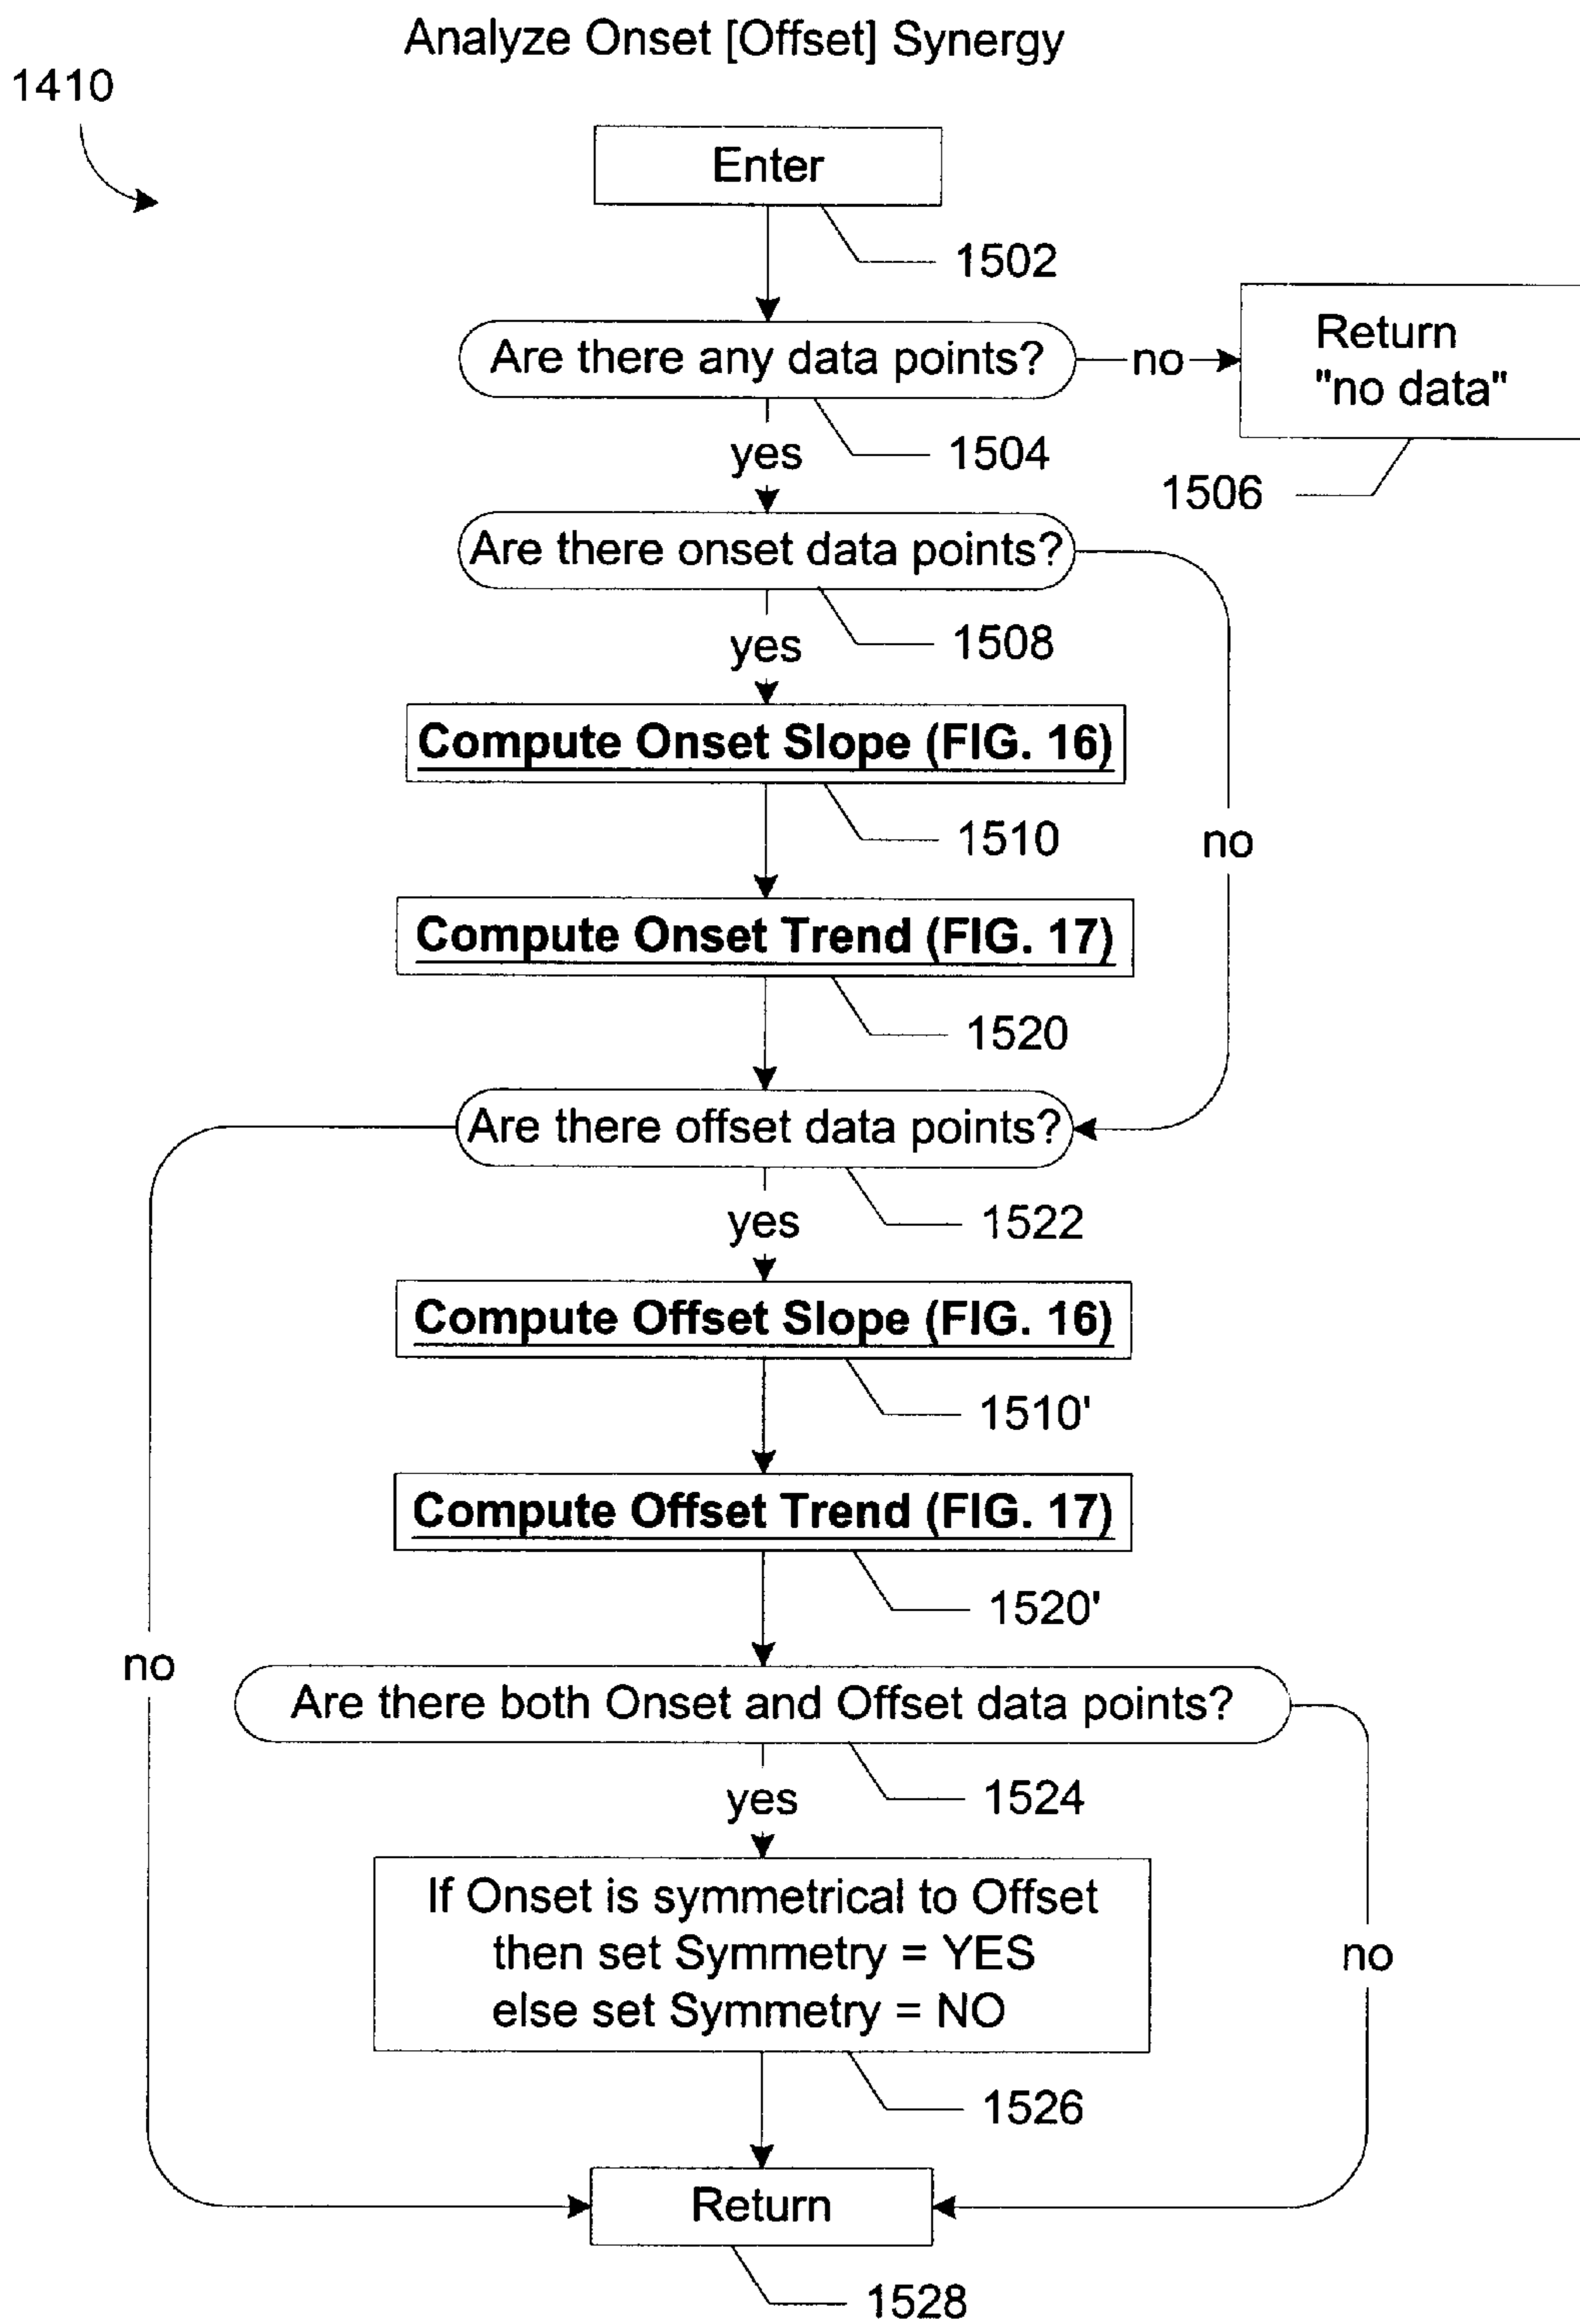 Analyze Onset [Offset] Synergy
1410
Enter
1502
Are there any data points?
no
Return
"no data"
yes
1504
1506
Are there onset data points?
yes
1508
Compute Onset Slope (FIG. 16)
1510
no
Compute Onset Trend (FIG. 17)
1520
Are there offset data points?
yes
1522
Compute Offset Slope (FIG. 16)
1510'
Compute Offset Trend (FIG. 17)
1520'
no
Are there both Onset and Offset data points?
yes
1524
If Onset is symmetrical to Offset
then set Symmetry = YES
else set Symmetry = NO
no
1526
Return
1528